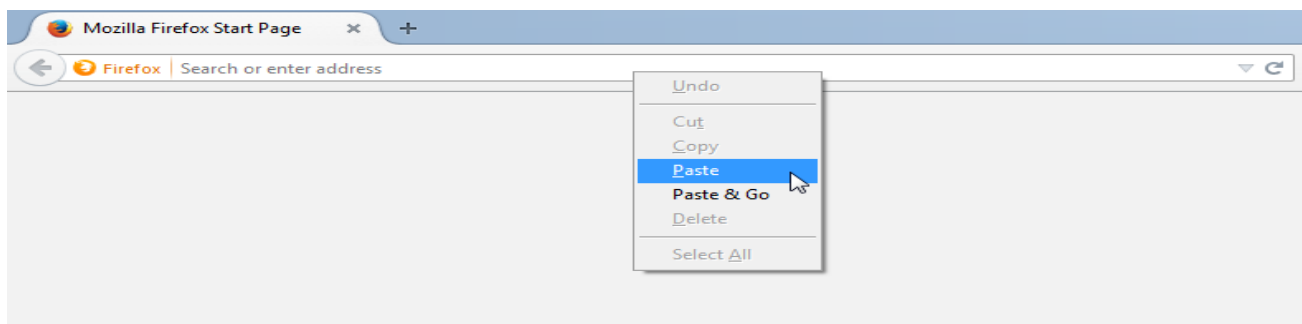 Mozilla Firefox Start Page
Firefox Search or enter address
Undo
Cut
Copy
Paste
Paste & Go
Delete
Select All